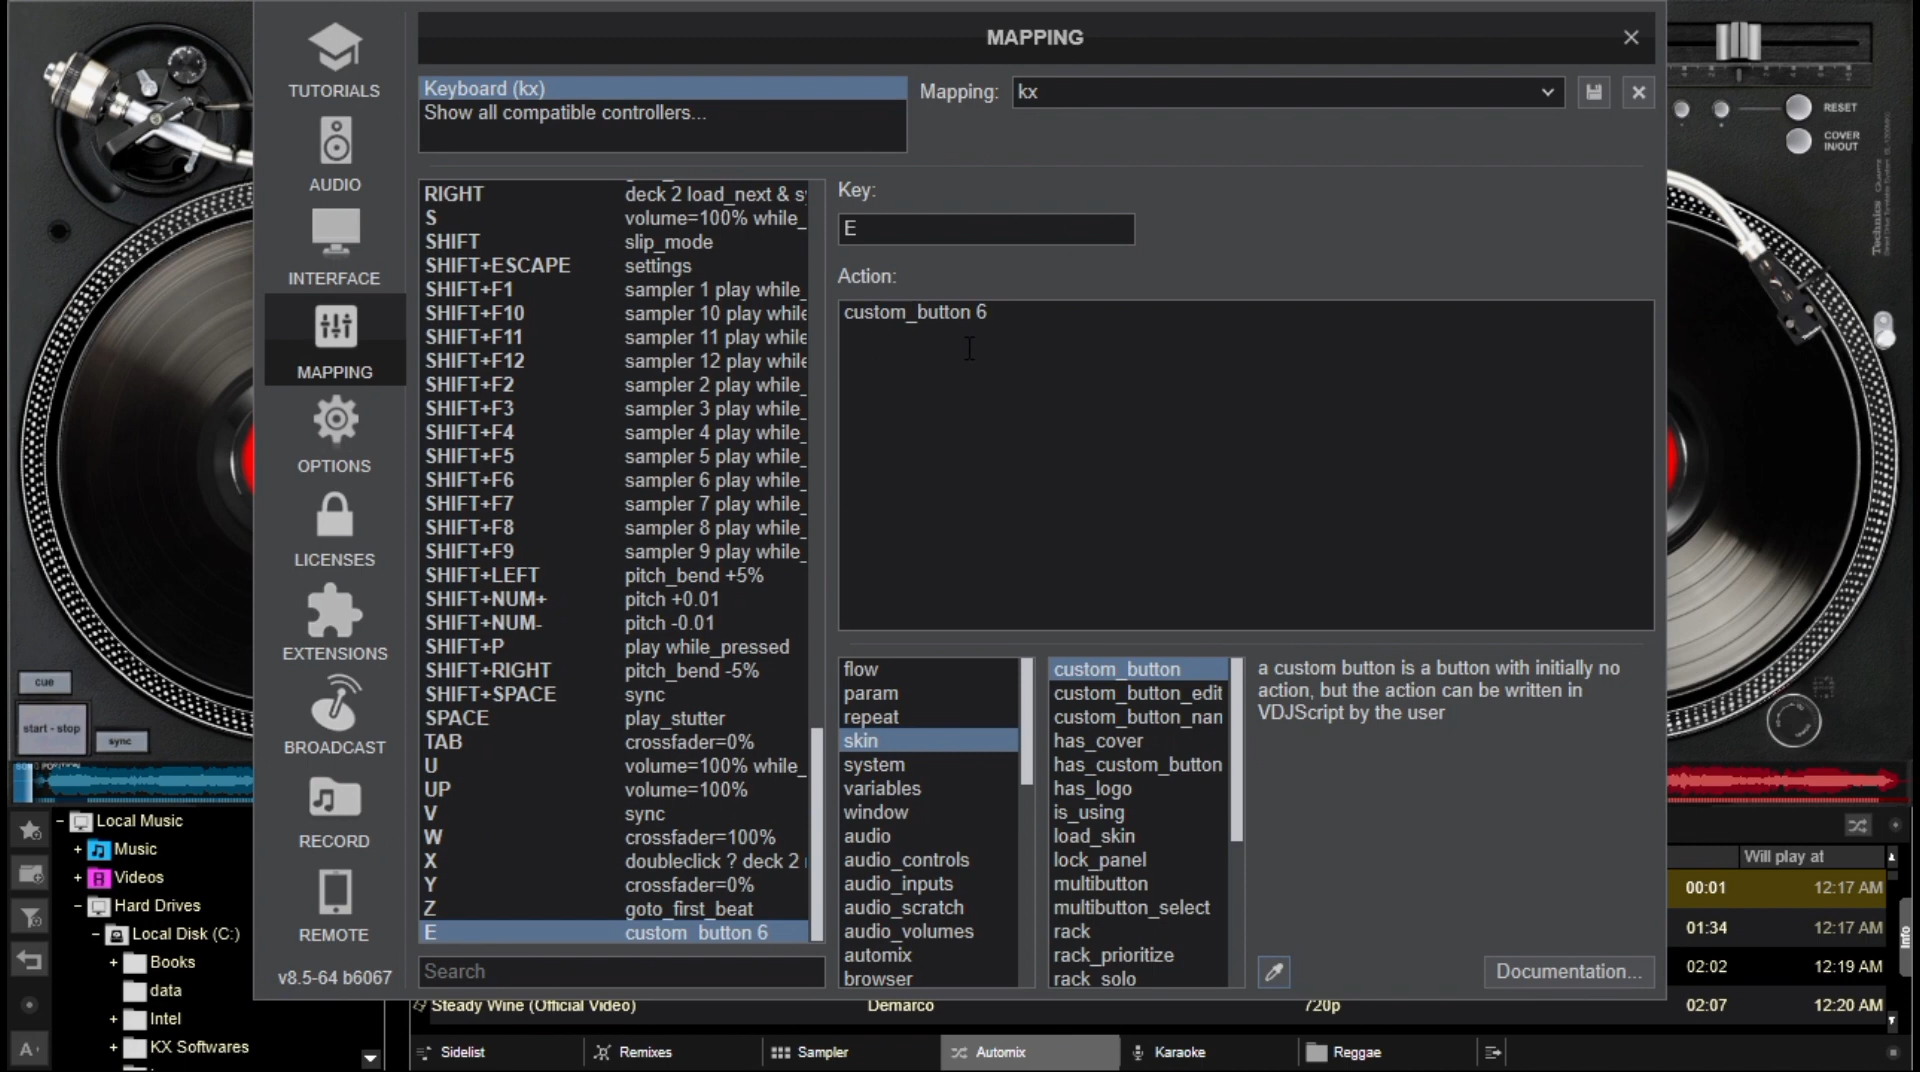 MAPPING
TUTORIALS
AUDIO
INTERFACE
MAPPING
OPTIONS
LICENSES
EXTENSIONS
BROADCAST
RECORD
REMOTE
v8.5-64 b6067
Keyboard (kx)
Show all compatible controllers...
Mapping:
kx
RIGHT deck 2 load_next & s
S volume=100% while_
SHIFT slip_mode
SHIFT+ESCAPE settings
SHIFT+F1 sampler 1 play while_
SHIFT+F10 sampler 10 play while
SHIFT+F11 sampler 11 play while
SHIFT+F12 sampler 12 play while
SHIFT+F2 sampler 2 play while_
SHIFT+F3 sampler 3 play while_
SHIFT+F4 sampler 4 play while_
SHIFT+F5 sampler 5 play while_
SHIFT+F6 sampler 6 play while_
SHIFT+F7 sampler 7 play while_
SHIFT+F8 sampler 8 play while_
SHIFT+F9 sampler 9 play while_
SHIFT+LEFT pitch_bend +5%
SHIFT+NUM+ pitch +0.01
SHIFT+NUM- pitch -0.01
SHIFT+P play while_pressed
SHIFT+RIGHT pitch_bend -5%
SHIFT+SPACE sync
SPACE play_stutter
TAB crossfader=0%
U volume=100% while_
UP volume=100%
V sync
W crossfader=100%
X doubleclick ? deck 2
Y crossfader=0%
Z goto_first_beat
E custom_button 6
Search
Key:
E
Action:
custom_button 6
flow
param
repeat
skin
system
variables
window
audio
audio_controls
audio_inputs
audio_scratch
audio_volumes
automix
browser
custom_button
custom_button_edit
custom_button_nan
has_cover
has_custom_button
has_logo
is_using
load_skin
lock_panel
multibutton
multibutton_select
rack
rack_prioritize
rack_solo
a custom button is a button with initially no
action, but the action can be written in
VDJScript by the user
Documentation...
RESET
COVER
IN/OUT
Technics
cue
start - stop
sync
Local Music
Music
Videos
Hard Drives
Local Disk (C:)
Books
data
Intel
KX Softwares
Will play at
00:01 12:17 AM
01:34 12:17 AM
02:02 12:19 AM
02:07 12:20 AM
Info
Steady Wine (Official Video) Demarco 720p
Sidelist
Remixes
Sampler
Automix
Karaoke
Reggae